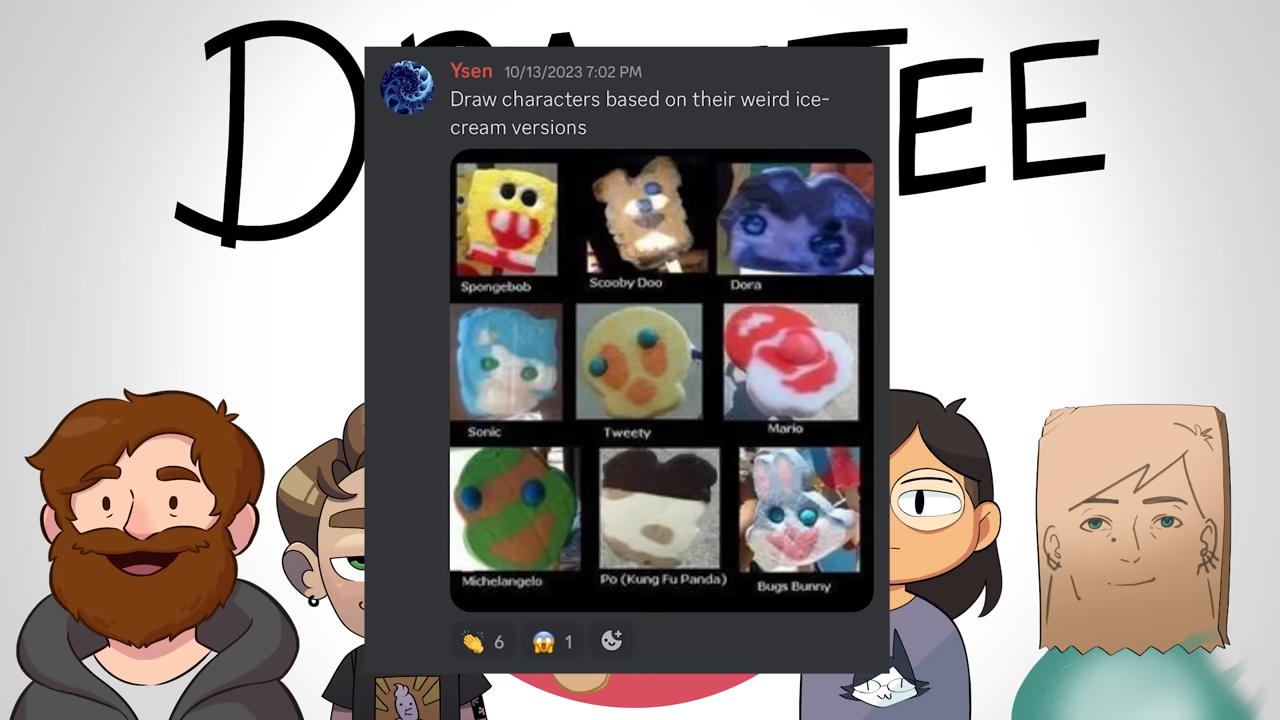 D EE
Ysen 10/13/2023 7:02 PM
Draw characters based on their weird ice-
cream versions
Spongebob Scooby Doo Dora
Sonic Tweety Mario
Michelangelo Po (Kung Fu Panda) Bugs Bunny
6 1